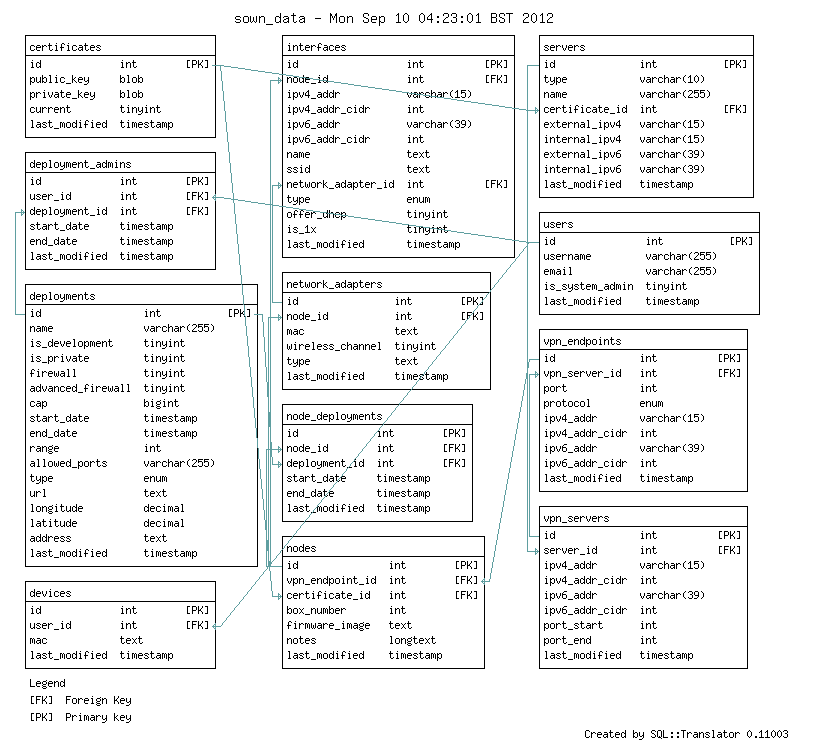 sown_data - Mon Sep 10 04:23:01 BST 2012
certificates
id int [PK]
public_key blob
private_key blob
current tinyint
last_modified timestamp
deployment_admins
id int [PK]
user_id int [FK]
deployment_id int [FK]
start_date timestamp
end_date timestamp
last_modified timestamp
deployments
id int [PK]
name varchar(255)
is_development tinyint
is_private tinyint
firewall tinyint
advanced_firewall tinyint
cap bigint
start_date timestamp
end_date timestamp
range int
allowed_ports varchar(255)
type enum
url text
longitude decimal
latitude decimal
address text
last_modified timestamp
devices
id int [PK]
user_id int [FK]
mac text
last_modified timestamp
interfaces
id int [PK]
node_id int [FK]
ipv4_addr varchar(15)
ipv4_addr_cidr int
ipv6_addr varchar(39)
ipv6_addr_cidr int
name text
ssid text
network_adapter_id int [FK]
type enum
offer_dhcp tinyint
is_1x tinyint
last_modified timestamp
network_adapters
id int [PK]
node_id int [FK]
mac text
wireless_channel tinyint
type text
last_modified timestamp
node_deployments
id int [PK]
node_id int [FK]
deployment_id int [FK]
start_date timestamp
end_date timestamp
last_modified timestamp
nodes
id int [PK]
vpn_endpoint_id int [FK]
certificate_id int [FK]
box_number int
firmware_image text
notes longtext
last_modified timestamp
servers
id int [PK]
type varchar(10)
name varchar(255)
certificate_id int [FK]
external_ipv4 varchar(15)
internal_ipv4 varchar(15)
external_ipv6 varchar(39)
internal_ipv6 varchar(39)
last_modified timestamp
users
id int [PK]
username varchar(255)
email varchar(255)
is_system_admin tinyint
last_modified timestamp
vpn_endpoints
id int [PK]
vpn_server_id int [FK]
port int
protocol enum
ipv4_addr varchar(15)
ipv4_addr_cidr int
ipv6_addr varchar(39)
ipv6_addr_cidr int
last_modified timestamp
vpn_servers
id int [PK]
server_id int [FK]
ipv4_addr varchar(15)
ipv4_addr_cidr int
ipv6_addr varchar(39)
ipv6_addr_cidr int
port_start int
port_end int
last_modified timestamp
Legend
[FK] Foreign Key
[PK] Primary key
Created by SQL::Translator 0.11003